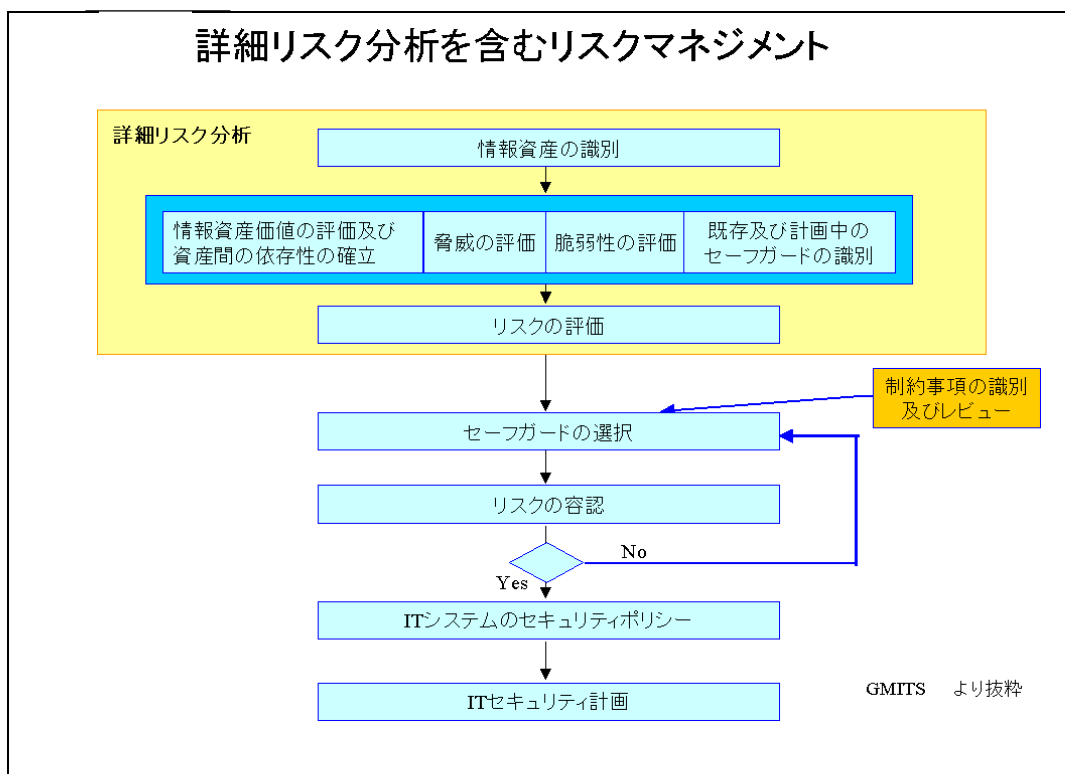 詳細リスク分析を含むリスクマネジメント
詳細リスク分析
情報資産の識別
情報資産価値の評価及び
資産間の依存性の確立
脅威の評価
脆弱性の評価
既存及び計画中の
セーフガードの識別
リスクの評価
制約事項の識別
及びレビュー
セーフガードの選択
リスクの容認
No
Yes
ITシステムのセキュリティポリシー
ITセキュリティ計画
GMITS より抜粋